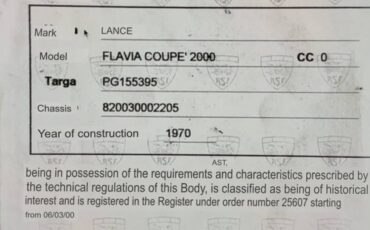 Mark LANCE
Model FLAVIA COUPE' 2000 CC 0
Targa PG155395
Chassis 820030002205
Year of construction 1970
AST,
being in possession of the requirements and characteristics prescribed by
the technical regulations of this Body, is classified as being of historical
interest and is registered in the Register under order number 25607 starting
from 06/03/00